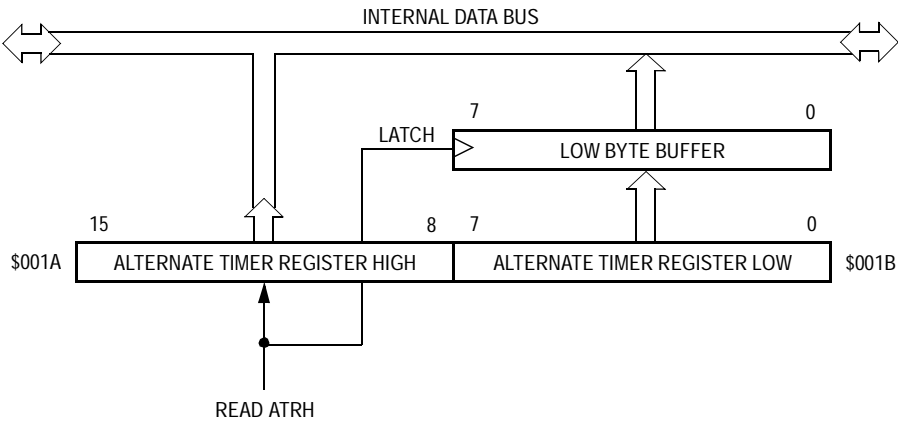 INTERNAL DATA BUS
7 0
LATCH
LOW BYTE BUFFER
15 8 7 0
$001A ALTERNATE TIMER REGISTER HIGH ALTERNATE TIMER REGISTER LOW $001B
READ ATRH